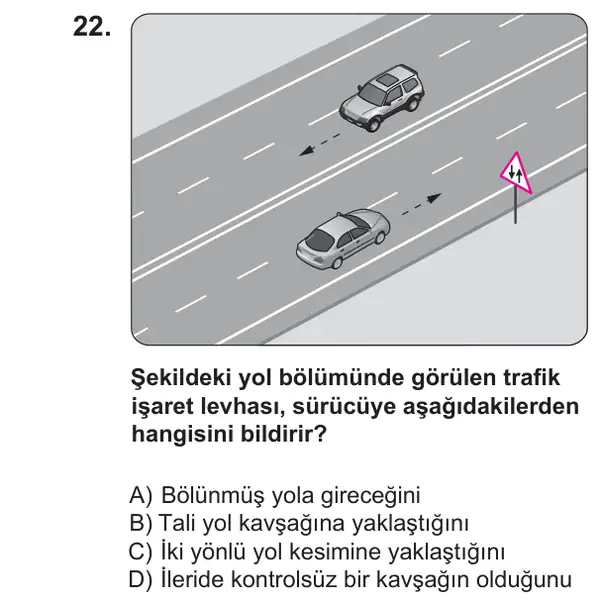 22.
Şekildeki yol bölümünde görülen trafik
işaret levhası, sürücüye aşağıdakilerden
hangisini bildirir?
A) Bölünmüş yola gireceğini
B) Tali yol kavşağına yaklaştığını
C) İki yönlü yol kesimine yaklaştığını
D) İleride kontrolsüz bir kavşağın olduğunu